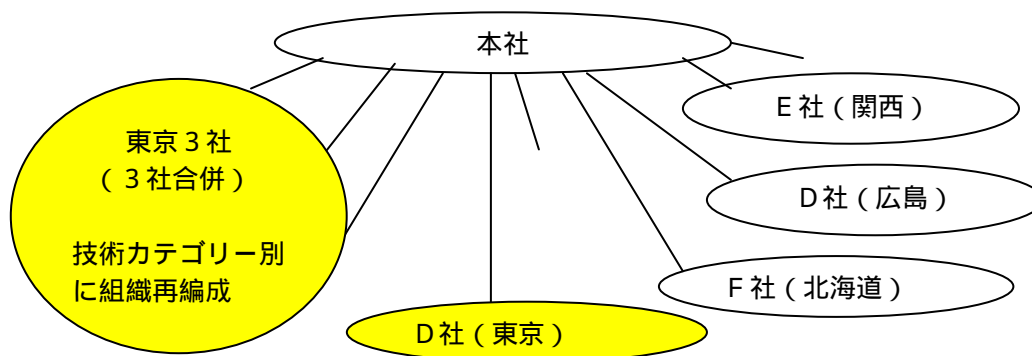 本社
東京３社
（３社合併）
技術カテゴリー別
に組織再編成
Ｅ社（関西）
Ｄ社（広島）
Ｆ社（北海道）
Ｄ社（東京）